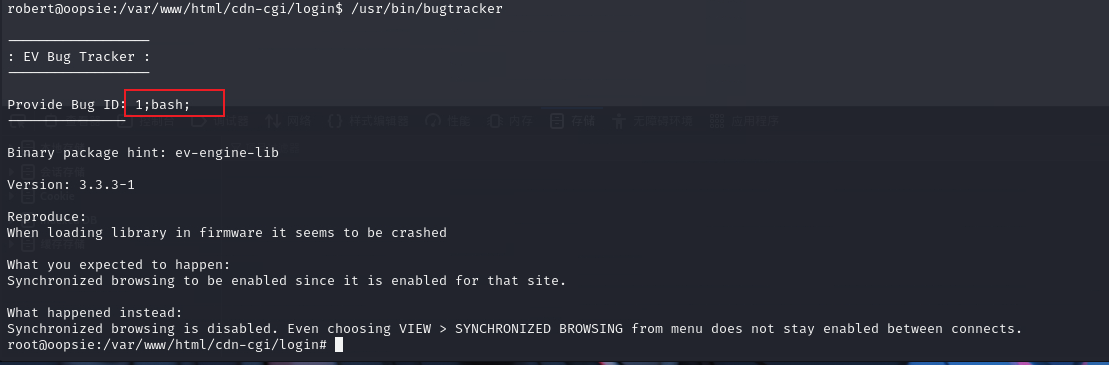 robert@oopsie:/var/www/html/cdn-cgi/login$ /usr/bin/bugtracker
------------------
: EV Bug Tracker :
------------------
Provide Bug ID: 1;bash;
---------------
Binary package hint: ev-engine-lib
Version: 3.3.3-1
Reproduce:
When loading library in firmware it seems to be crashed
What you expected to happen:
Synchronized browsing to be enabled since it is enabled for that site.
What happened instead:
Synchronized browsing is disabled. Even choosing VIEW > SYNCHRONIZED BROWSING from menu does not stay enabled between connects.
root@oopsie:/var/www/html/cdn-cgi/login#